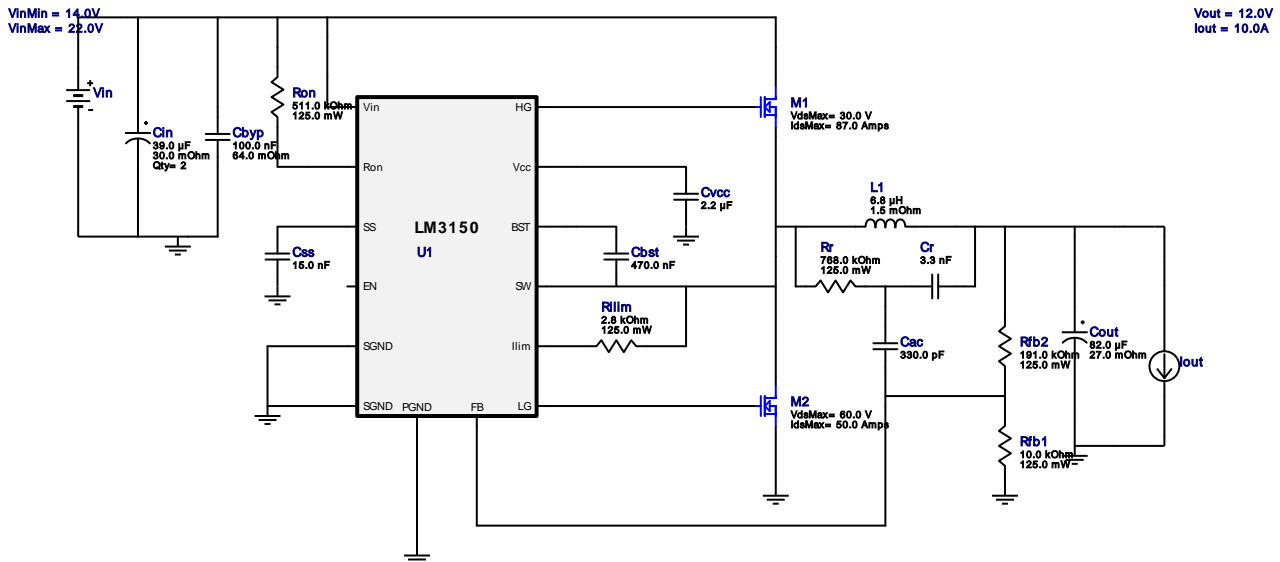 VinMin = 14.0V
VinMax = 22.0V
Vout = 12.0V
Iout = 10.0A
Vin
+
-
Cin
39.0 µF
30.0 mOhm
Qty= 2
Cbyp
100.0 nF
64.0 mOhm
Ron
511.0 kOhm
125.0 mW
Css
15.0 nF
LM3150
U1
Vin
Ron
SS
EN
SGND
SGND
PGND
FB
HG
Vcc
BST
SW
Ilim
LG
Cvcc
2.2 µF
Cbst
470.0 nF
Rilim
2.8 kOhm
125.0 mW
M1
VdsMax= 30.0 V
IdsMax= 87.0 Amps
M2
VdsMax= 60.0 V
IdsMax= 50.0 Amps
L1
6.8 µH
1.5 mOhm
Rr
768.0 kOhm
125.0 mW
Cr
3.3 nF
Cac
330.0 pF
Rfb2
191.0 kOhm
125.0 mW
Rfb1
10.0 kOhm
125.0 mW
Cout
82.0 µF
27.0 mOhm
Iout